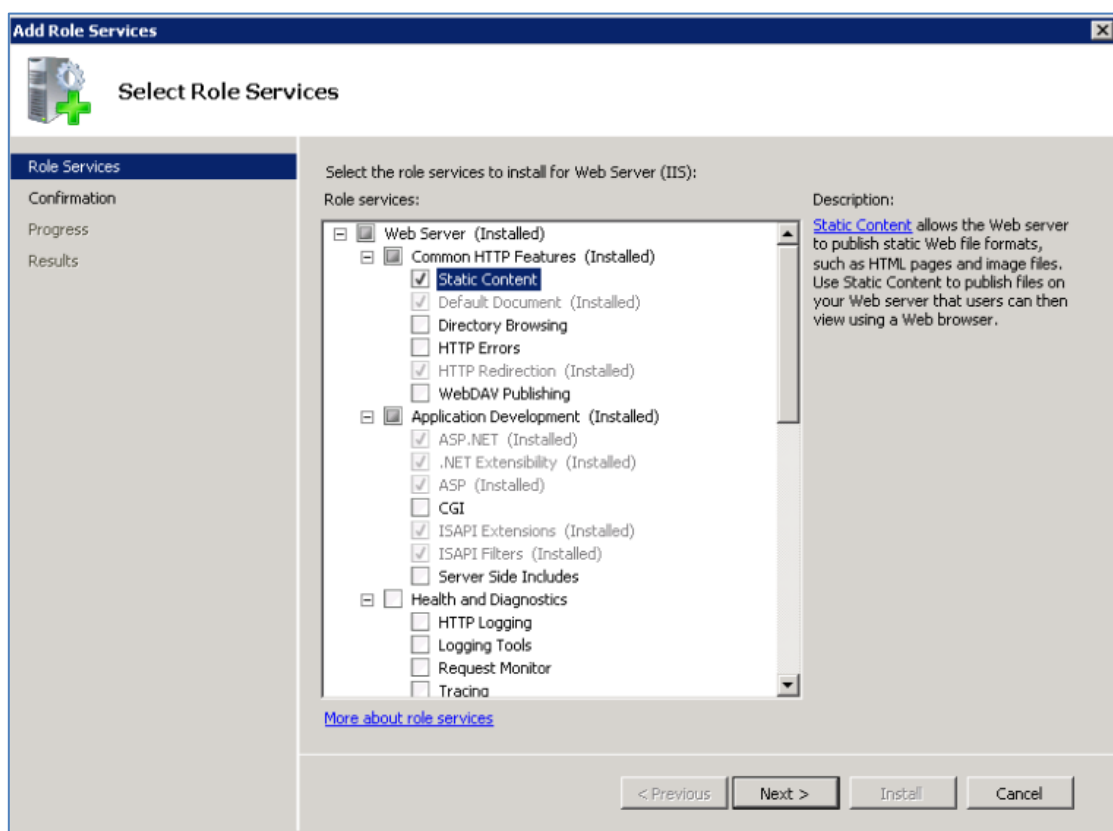 Add Role Services
Select Role Services
Role Services
Confirmation
Progress
Results
Select the role services to install for Web Server (IIS):
Role services:
Web Server (Installed)
Common HTTP Features (Installed)
Static Content
Default Document (Installed)
Directory Browsing
HTTP Errors
HTTP Redirection (Installed)
WebDAV Publishing
Application Development (Installed)
ASP.NET (Installed)
.NET Extensibility (Installed)
ASP (Installed)
CGI
ISAPI Extensions (Installed)
ISAPI Filters (Installed)
Server Side Includes
Health and Diagnostics
HTTP Logging
Logging Tools
Request Monitor
Tracing
More about role services
Description:
Static Content allows the Web server
to publish static Web file formats,
such as HTML pages and image files.
Use Static Content to publish files on
your Web server that users can then
view using a Web browser.
< Previous
Next >
Install
Cancel